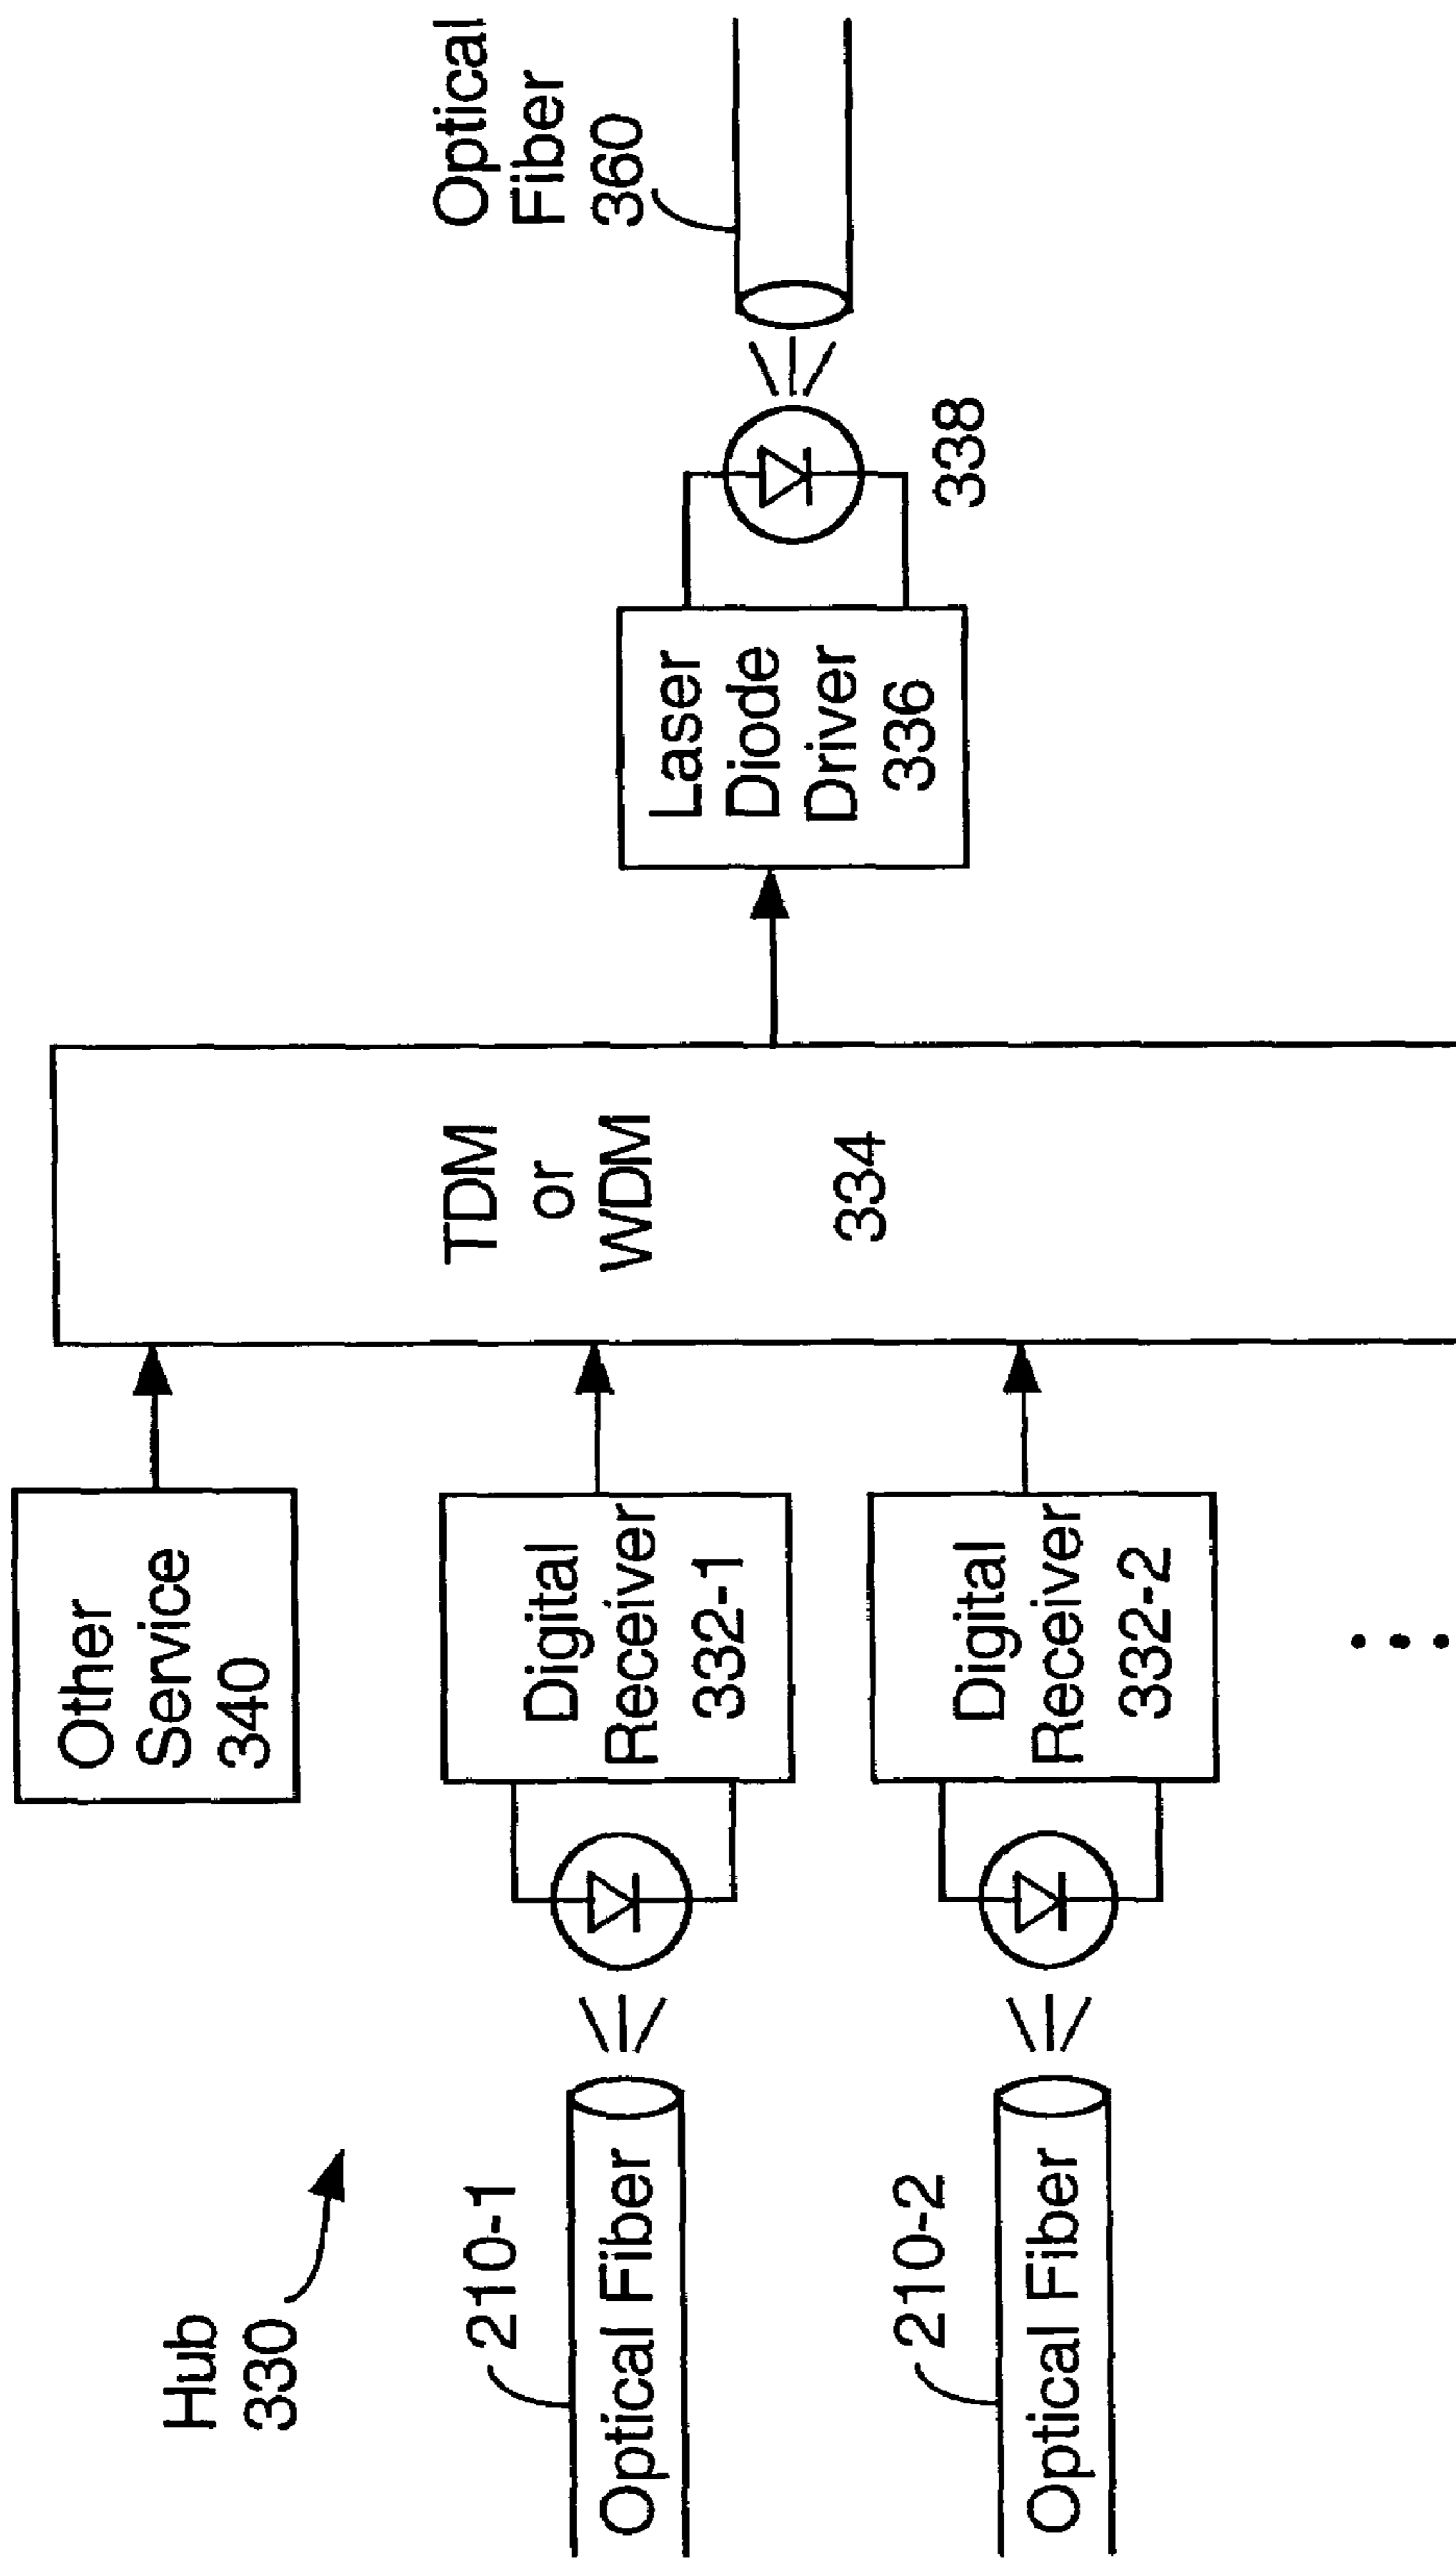 Hub
330
Other
Service
340
TDM
or
WDM
334
Optical
Fiber
360
210-1
Optical Fiber
Digital
Receiver
332-1
Laser
Diode
Driver
336
338
210-2
Optical Fiber
Digital
Receiver
332-2